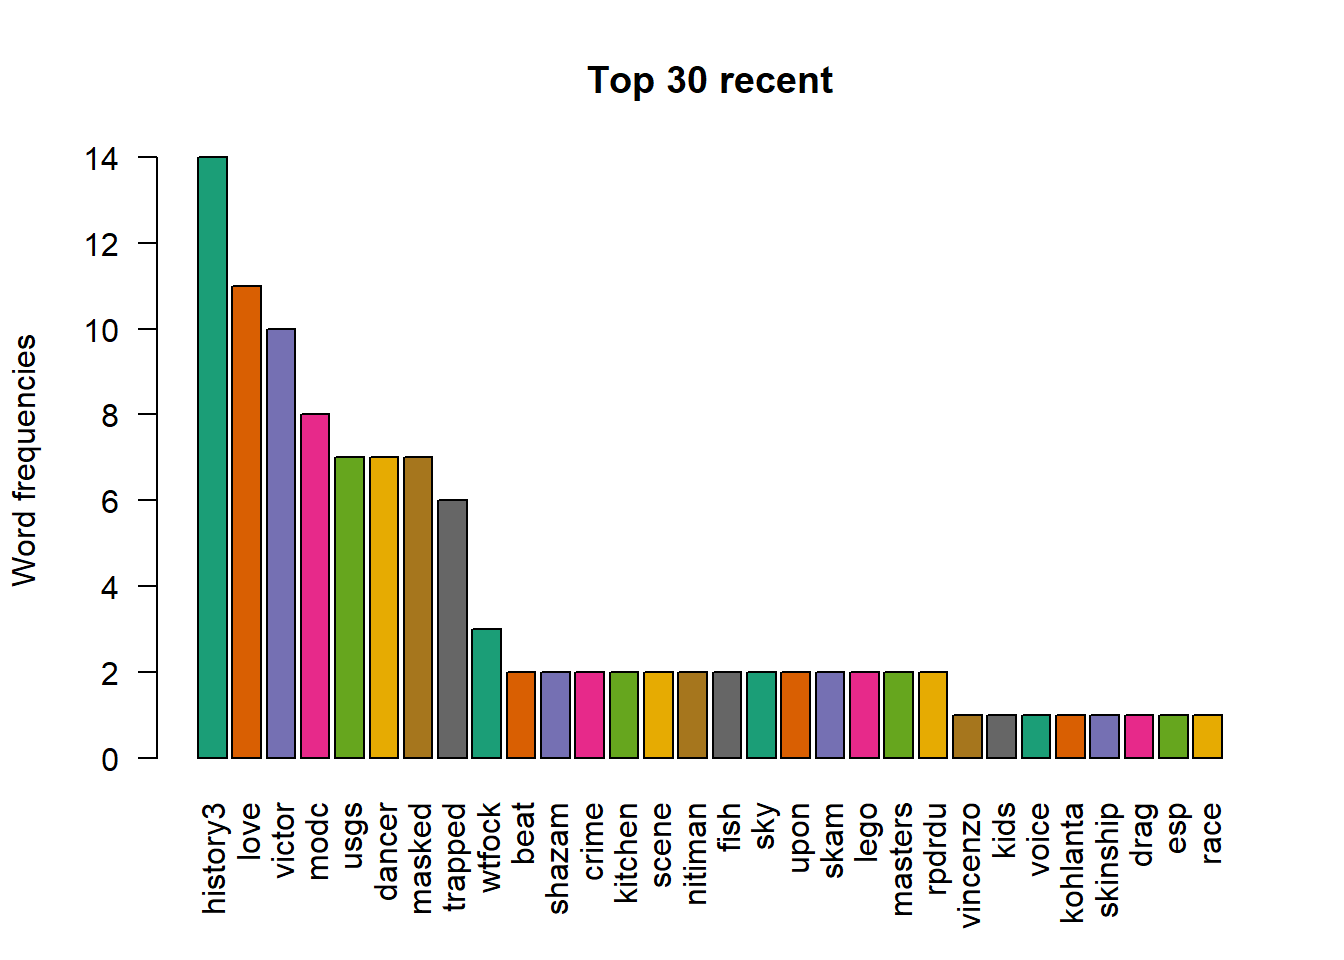 Top 30 recent
Word frequencies
14
12
10
8
6
4
2
0
history3
love
victor
modc
usgs
dancer
masked
trapped
wtfock
beat
shazam
crime
kitchen
scene
nitiman
fish
sky
upon
skam
lego
masters
rpdrdu
vincenzo
kids
voice
kohlanta
skinship
drag
esp
race